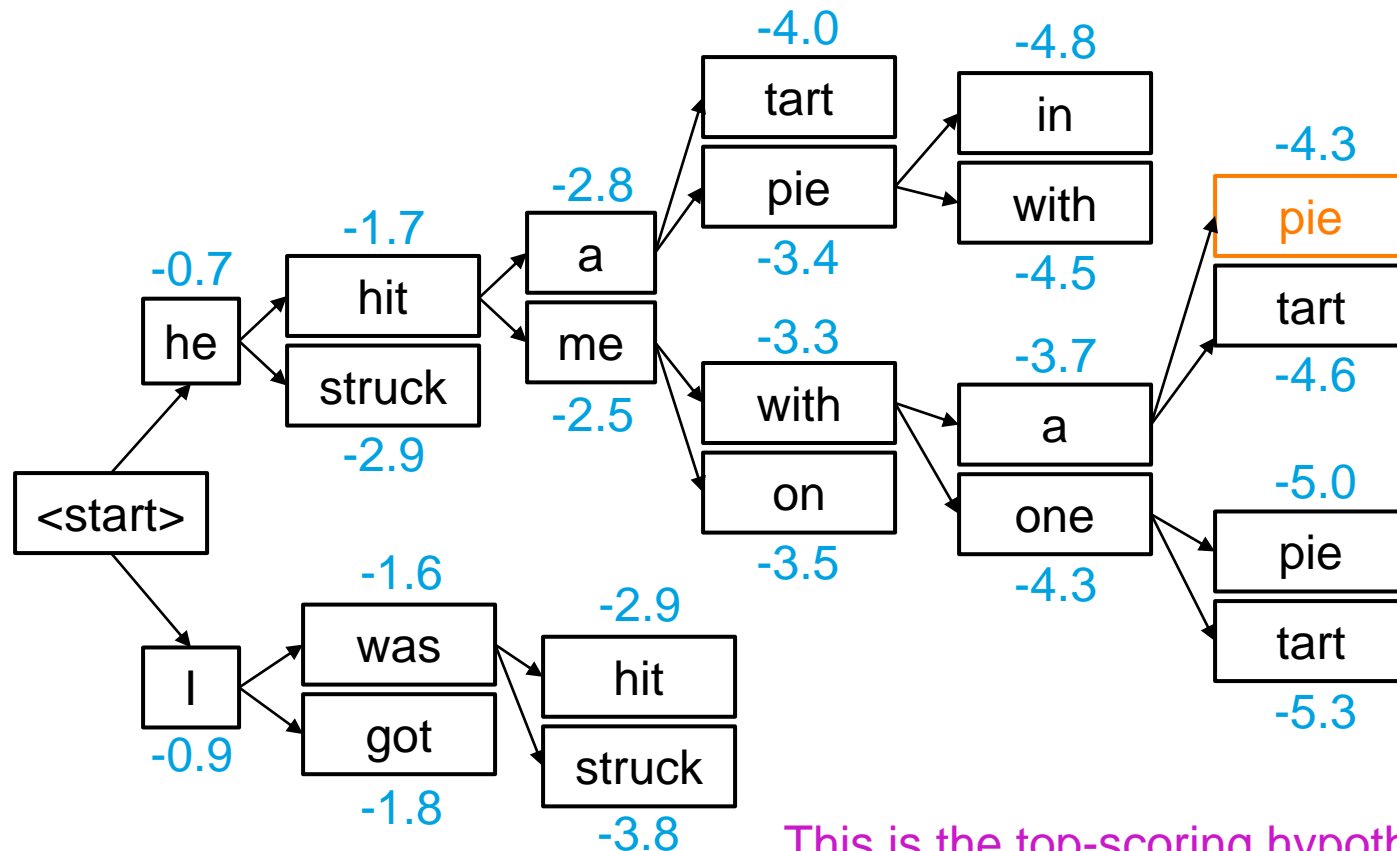 -4.0
-4.8
tart
in
-4.3
pie
-2.8
pie
with
-1.7
a
-3.4
-4.5
-0.7
hit
tart
he
me
-3.3
-3.7
-4.6
struck
-2.5
with
a
-2.9
-5.0
<start>
on
one
pie
-1.6
-3.5
-4.3
-2.9
was
tart
I
hit
-5.3
got
-0.9
struck
-1.8
-3.8
This is the top-scoring hypoth